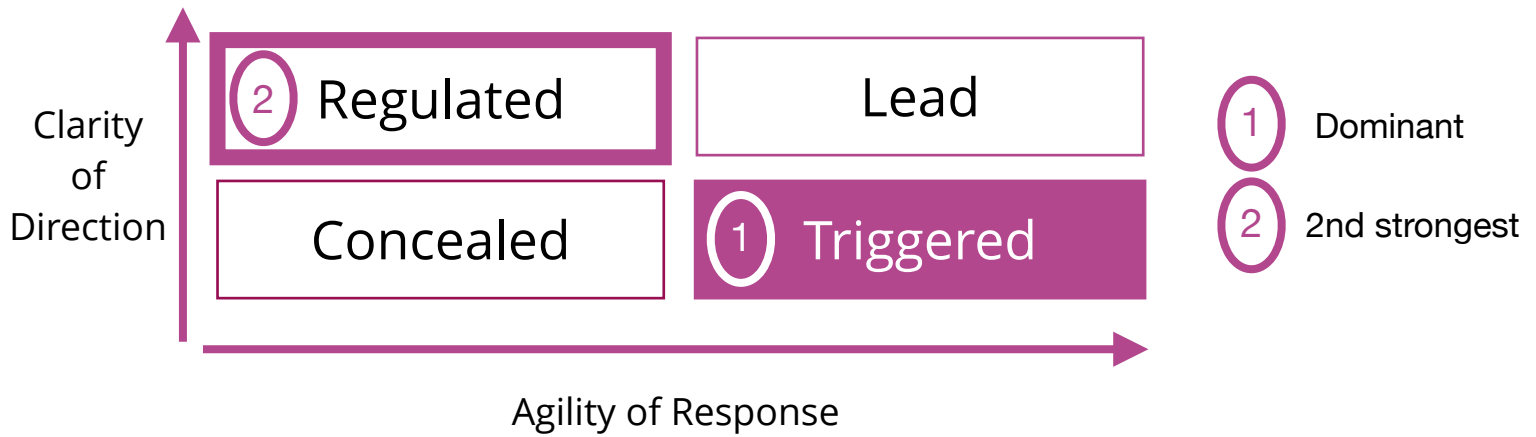 Clarity
of
Direction
2 Regulated
Lead
Concealed
1 Triggered
Agility of Response
1 Dominant
2 2nd strongest